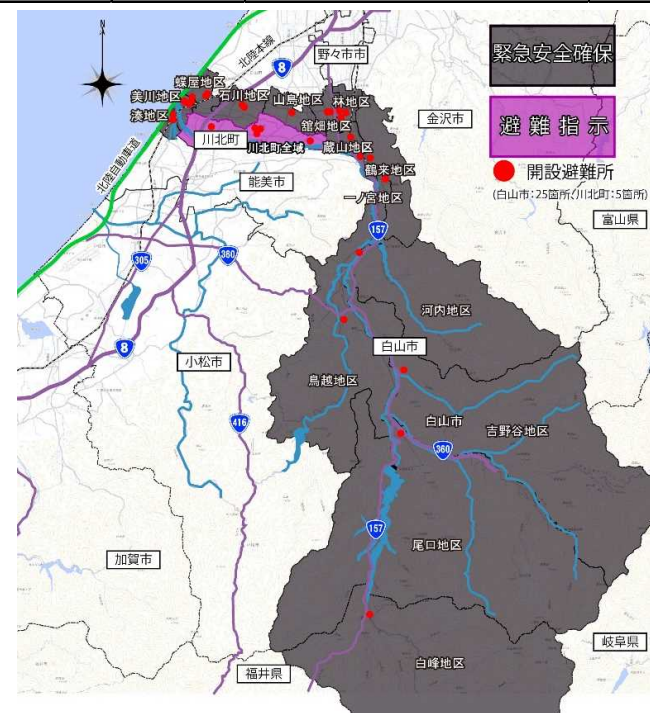 N
北陸本線
野々市市
緊急安全確保
8
蝶屋地区
美川地区
石川地区
山島地区
林地区
湊地区
舘畑地区
金沢市
避難指示
川北町
川北町全域
蔵山地区
北陸自動車道
開設避難所
鶴来地区
(白山市:25箇所/川北町:5箇所)
能美市
一ノ宮地区
富山県
157
305
360
河内地区
8
白山市
小松市
鳥越地区
白山市
吉野谷地区
416
360
157
尾口地区
加賀市
岐阜県
福井県
白峰地区